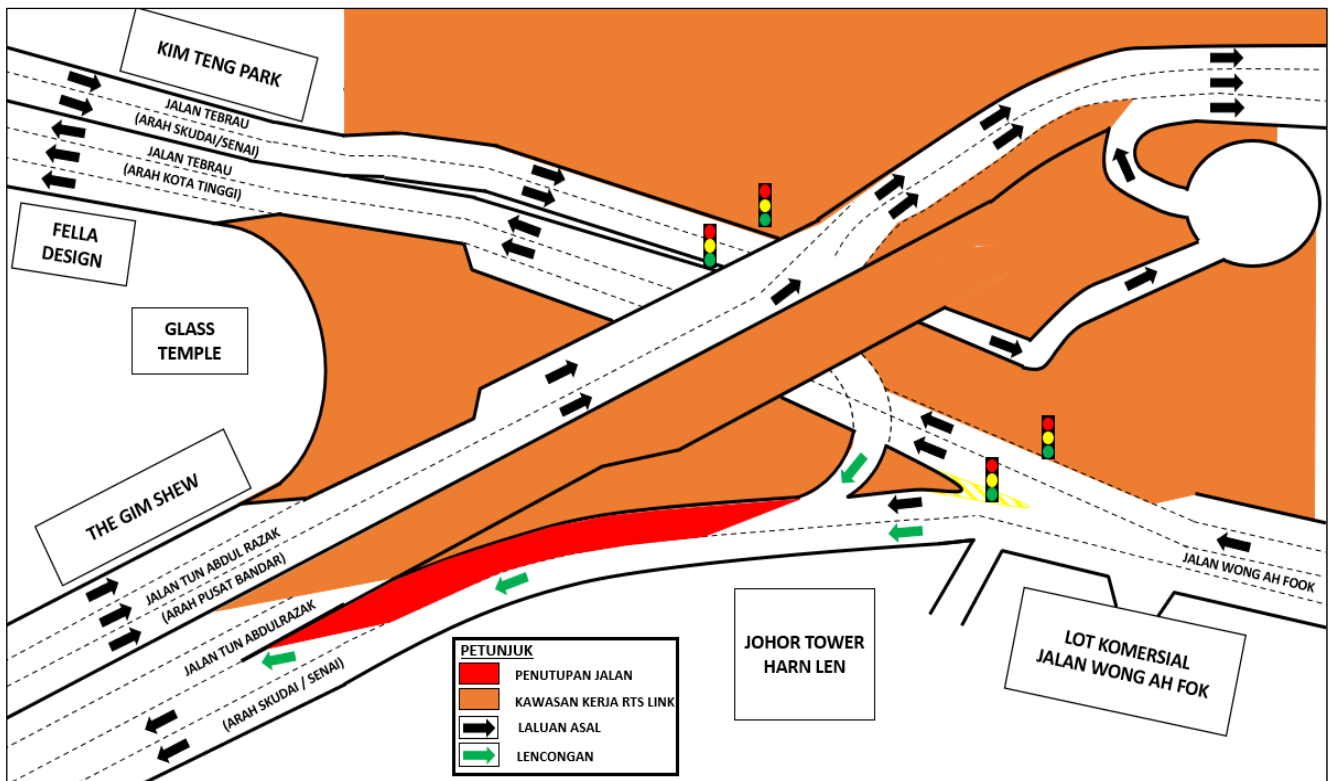 KIM TENG PARK
JALAN TEBRAU
(ARAH SKUDAI/SENAI)
JALAN TEBRAU
(ARAH KOTA TINGGI)
FELLA
DESIGN
GLASS
TEMPLE
THE GIM SHEW
JALAN TUN ABDUL RAZAK
(ARAH PUSAT BANDAR)
JALAN TUN ABDULRAZAK
(ARAH SKUDAI / SENAI)
JALAN WONG AH FOOK
JOHOR TOWER
HARN LEN
LOT KOMERSIAL
JALAN WONG AH FOK
PETUNJUK
PENUTUPAN JALAN
KAWASAN KERJA RTS LINK
LALUAN ASAL
LENCONGAN